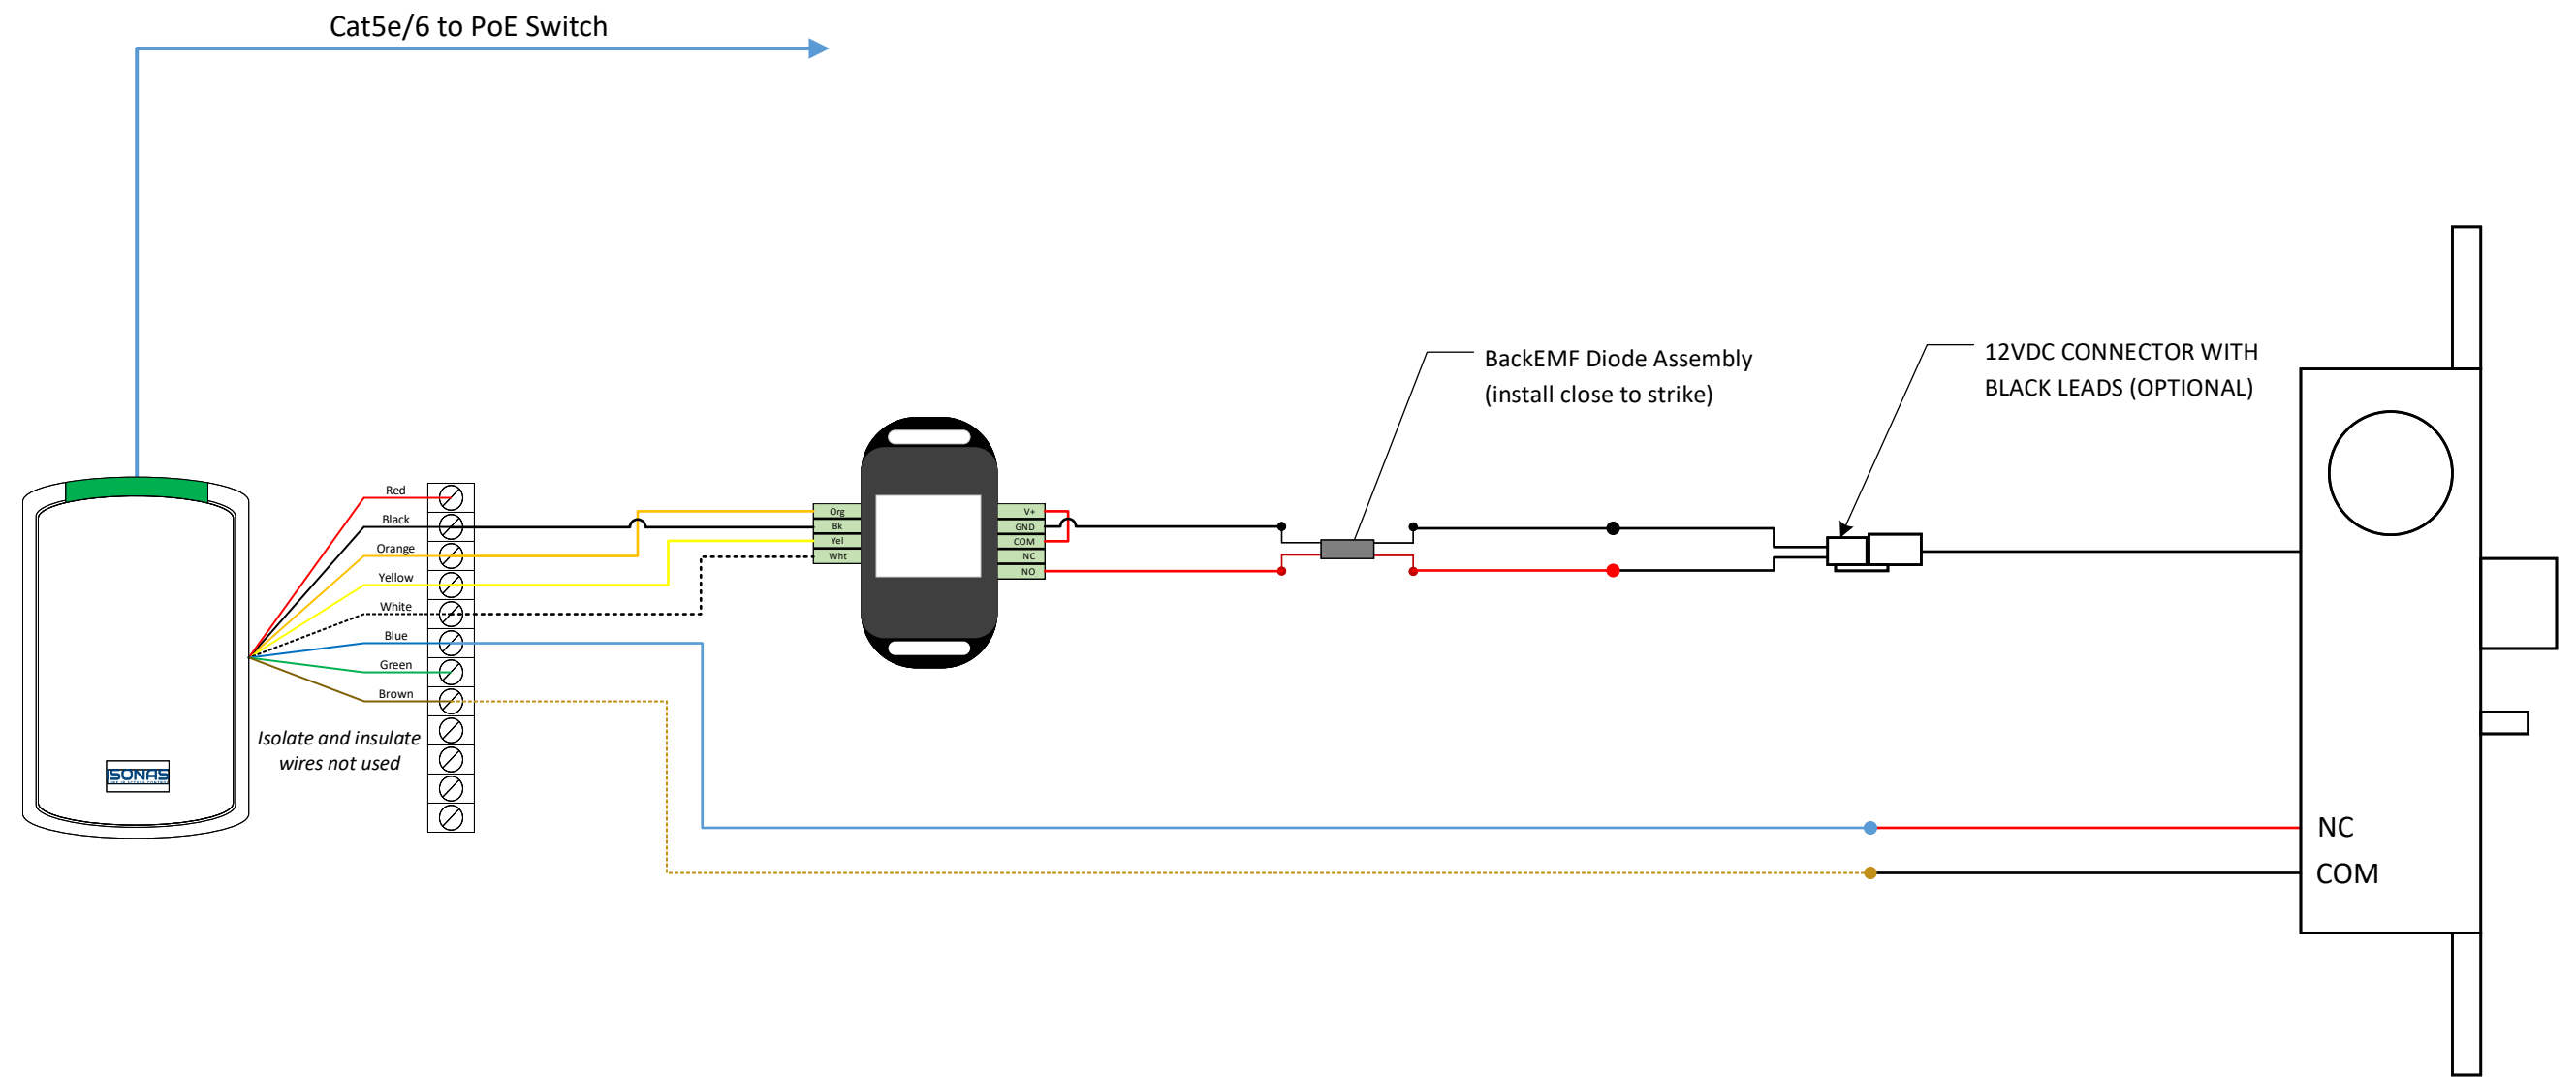 Cat5e/6 to PoE Switch
BackEMF Diode Assembly
(install close to strike)
12VDC CONNECTOR WITH
BLACK LEADS (OPTIONAL)
Red
Black
Orange
Yellow
White
Blue
Green
Brown
Isolate and insulate
wires not used
ISONAS
Org
Bk
Yel
Wht
V+
GND
COM
NC
NO
NC
COM